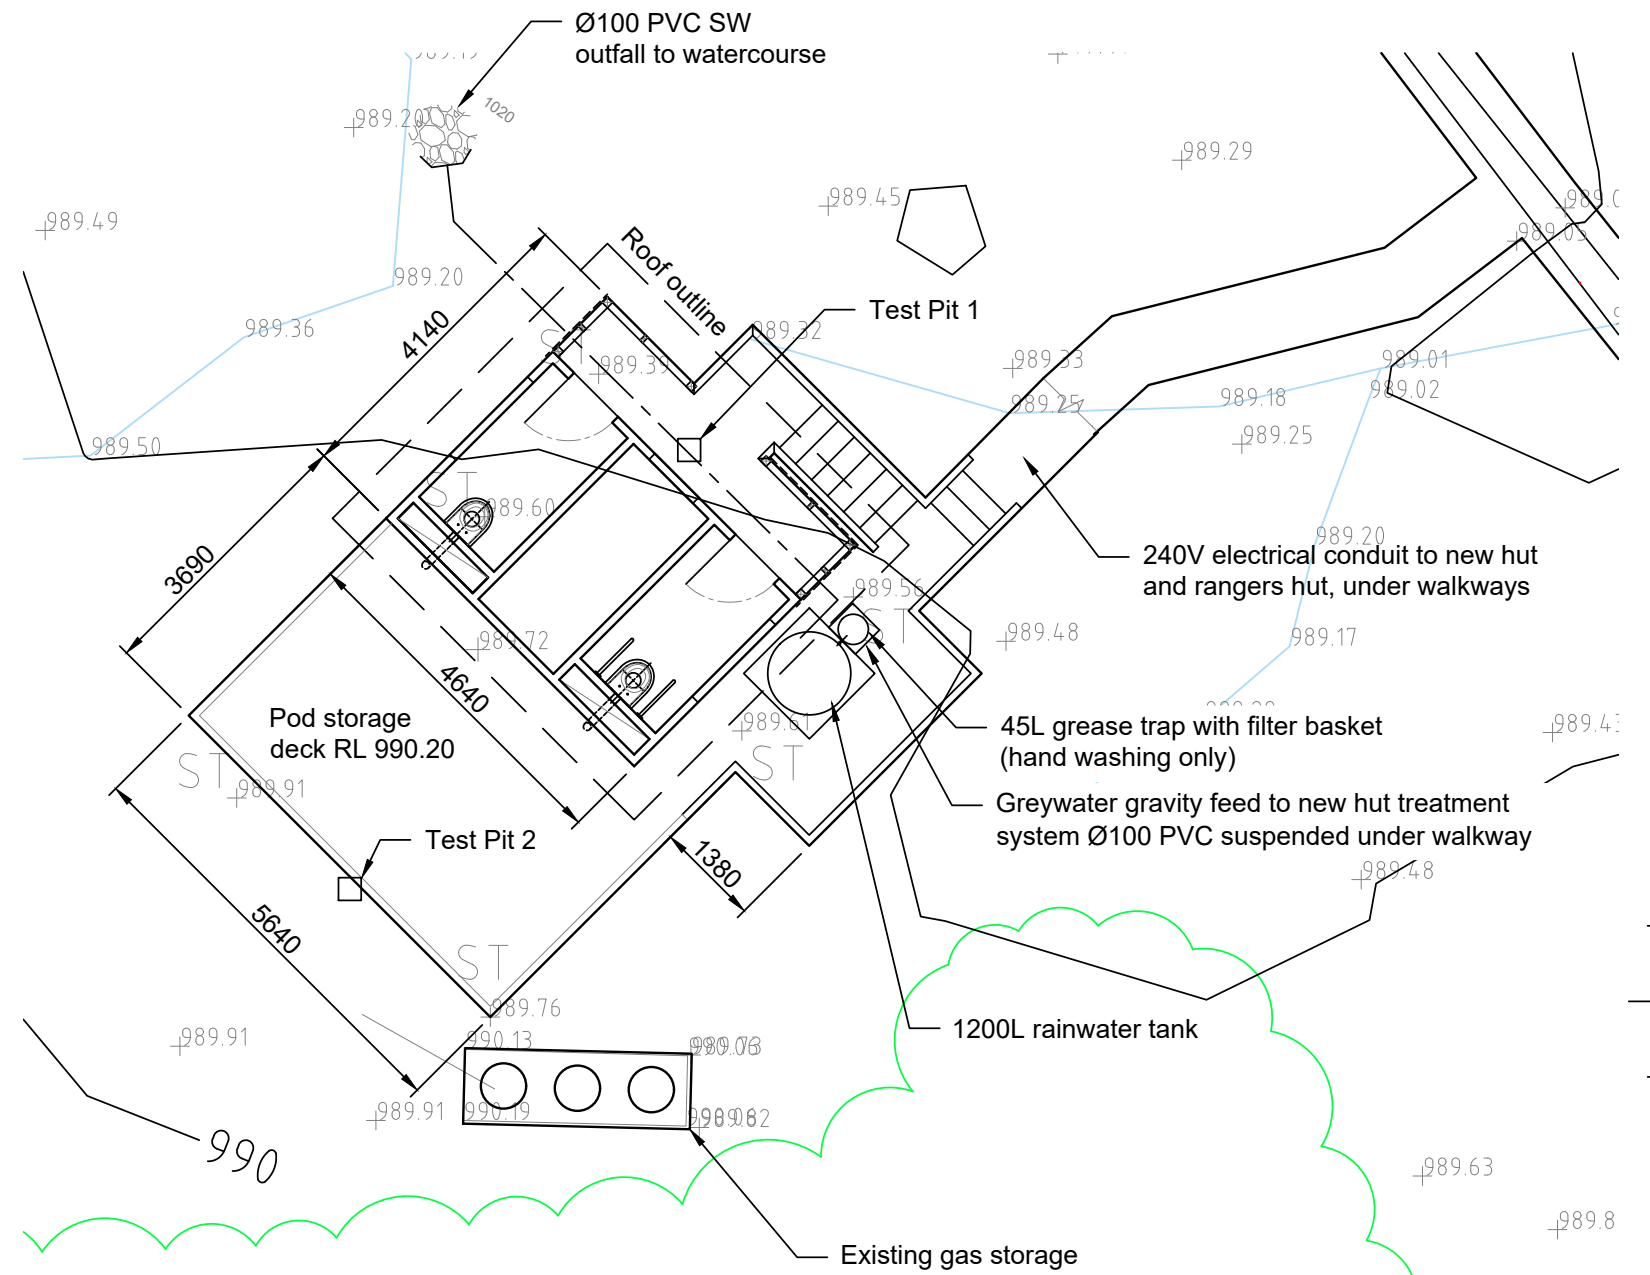 Ø100 PVC SW
outfall to watercourse
1020
989.20
989.29
989.45
989.49
989.20
Roof outline
4140
989.36
Test Pit 1
989.32
989.39
989.33
989.01
989.02
989.25
989.18
989.25
989.50
ST
ST
989.60
989.20
240V electrical conduit to new hut
and rangers hut, under walkways
3690
989.56
ST
989.48
989.17
989.72
4640
Pod storage
deck RL 990.20
989.61
45L grease trap with filter basket
(hand washing only)
ST
ST
989.91
Greywater gravity feed to new hut treatment
system Ø100 PVC suspended under walkway
Test Pit 2
1380
989.48
5640
ST
989.76
989.91
990.13
1200L rainwater tank
989.91
990.19
990
989.63
Existing gas storage